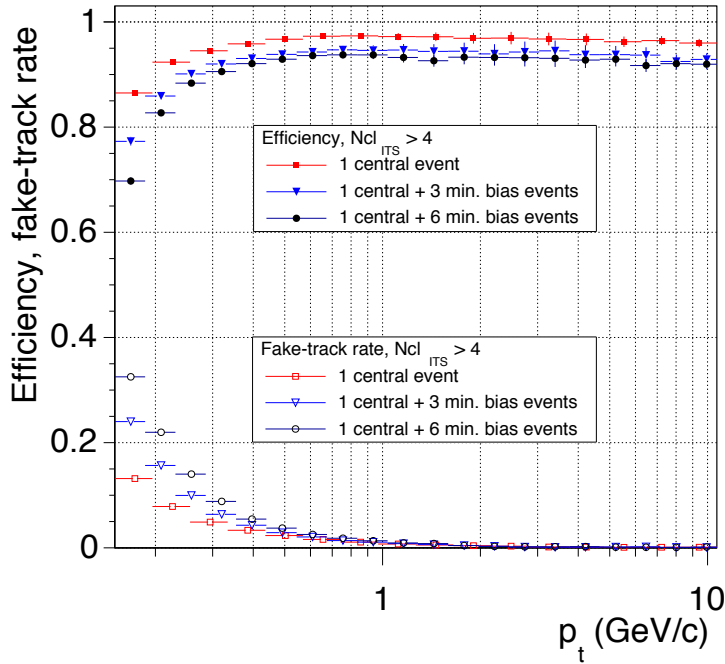 Efficiency, fake-track rate
1
0.8
0.6
0.4
0.2
0
Efficiency, Ncl ITS > 4
1 central event
1 central + 3 min. bias events
1 central + 6 min. bias events
Fake-track rate, Ncl ITS > 4
1 central event
1 central + 3 min. bias events
1 central + 6 min. bias events
1
10
p_t (GeV/c)